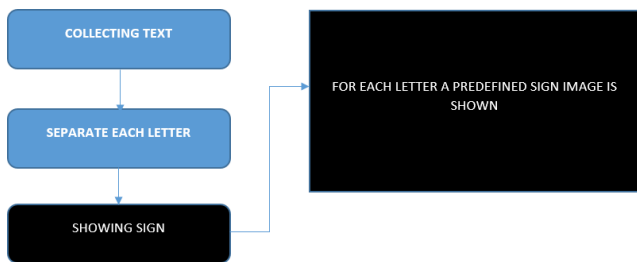 COLLECTING TEXT
SEPARATE EACH LETTER
SHOWING SIGN
FOR EACH LETTER A PREDEFINED SIGN IMAGE IS
SHOWN